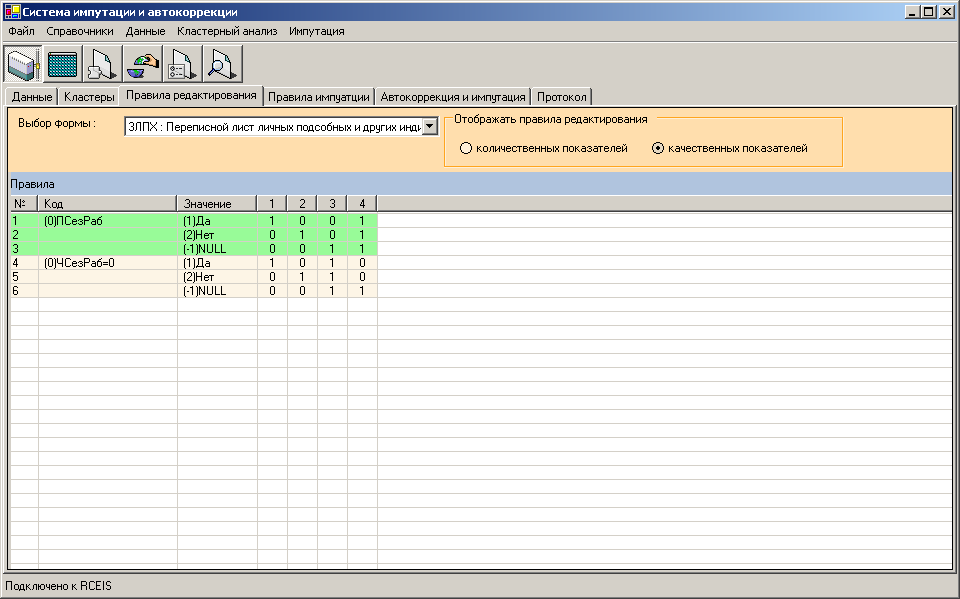 Система импутации и автокоррекции
Файл Справочники Данные Кластерный анализ Импутация
Данные Кластеры Правила редактирования Правила импуатции Автокоррекция и импутация Протокол
Выбор формы : 3ЛПХ : Переписной лист личных подсобных и других инди
Отображать правила редактирования
количественных показателей качественных показателей
Правила
№ Код Значение 1 2 3 4
1 (0)ПСезРаб (1)Да 1 0 0 1
2 (2)Нет 0 1 0 1
3 (-1)NULL 0 0 1 1
4 (0)ЧСезРаб=0 (1)Да 1 0 1 0
5 (2)Нет 0 1 1 0
6 (-1)NULL 0 0 1 1
Подключено к RCEIS